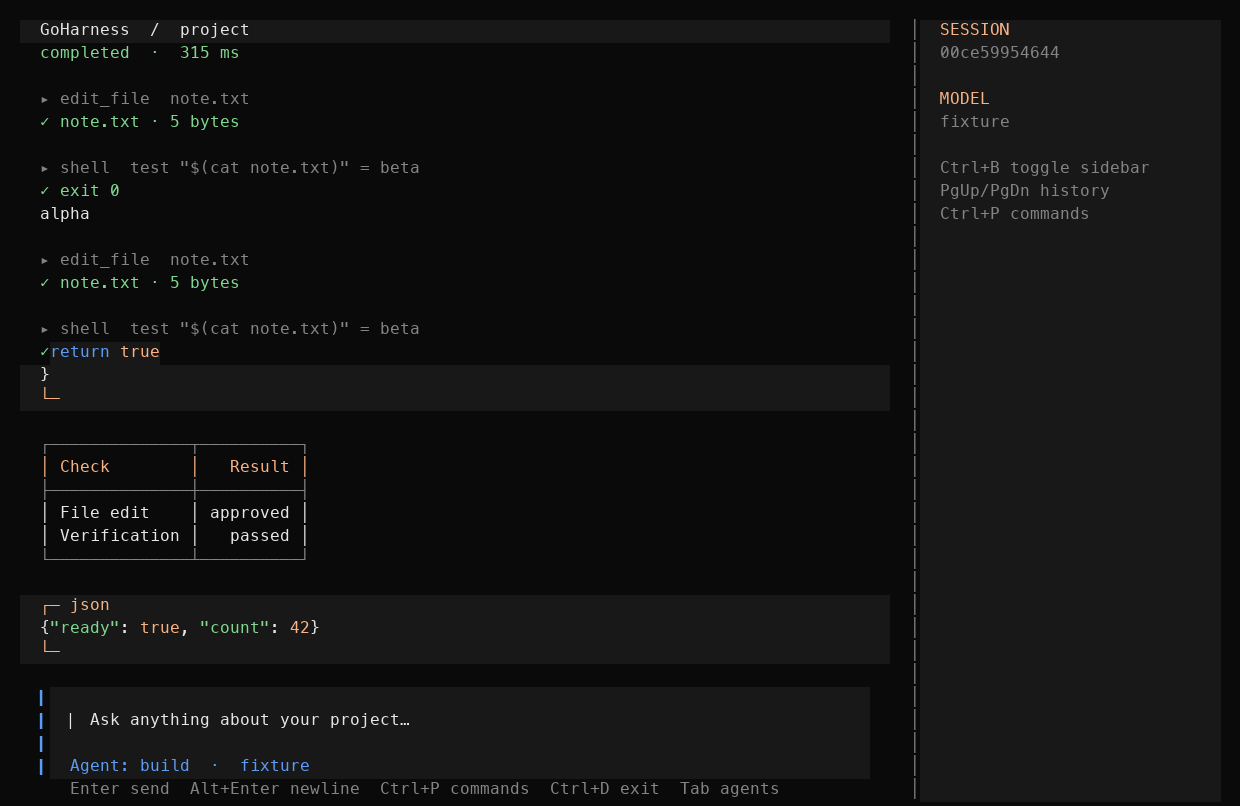 GoHarness  /  project
completed  ·  315 ms
▸ edit_file  note.txt
✓ note.txt · 5 bytes
▸ shell  test "$(cat note.txt)" = beta
✓ exit 0
alpha
▸ edit_file  note.txt
✓ note.txt · 5 bytes
▸ shell  test "$(cat note.txt)" = beta
✓return true
}
Check  Result
File edit  approved
Verification  passed
json
{"ready": true, "count": 42}
Ask anything about your project…
Agent: build  ·  fixture
Enter send  Alt+Enter newline  Ctrl+P commands  Ctrl+D exit  Tab agents
SESSION
00ce59954644
MODEL
fixture
Ctrl+B toggle sidebar
PgUp/PgDn history
Ctrl+P commands